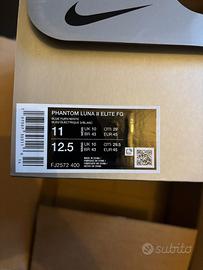 PHANTOM LUNA II ELITE FG
11
UK 10
CM 29
BR 43
EUR 45
12.5
UK 10
CM 29.5
BR 43
EUR 45
FJ2572 400
subito